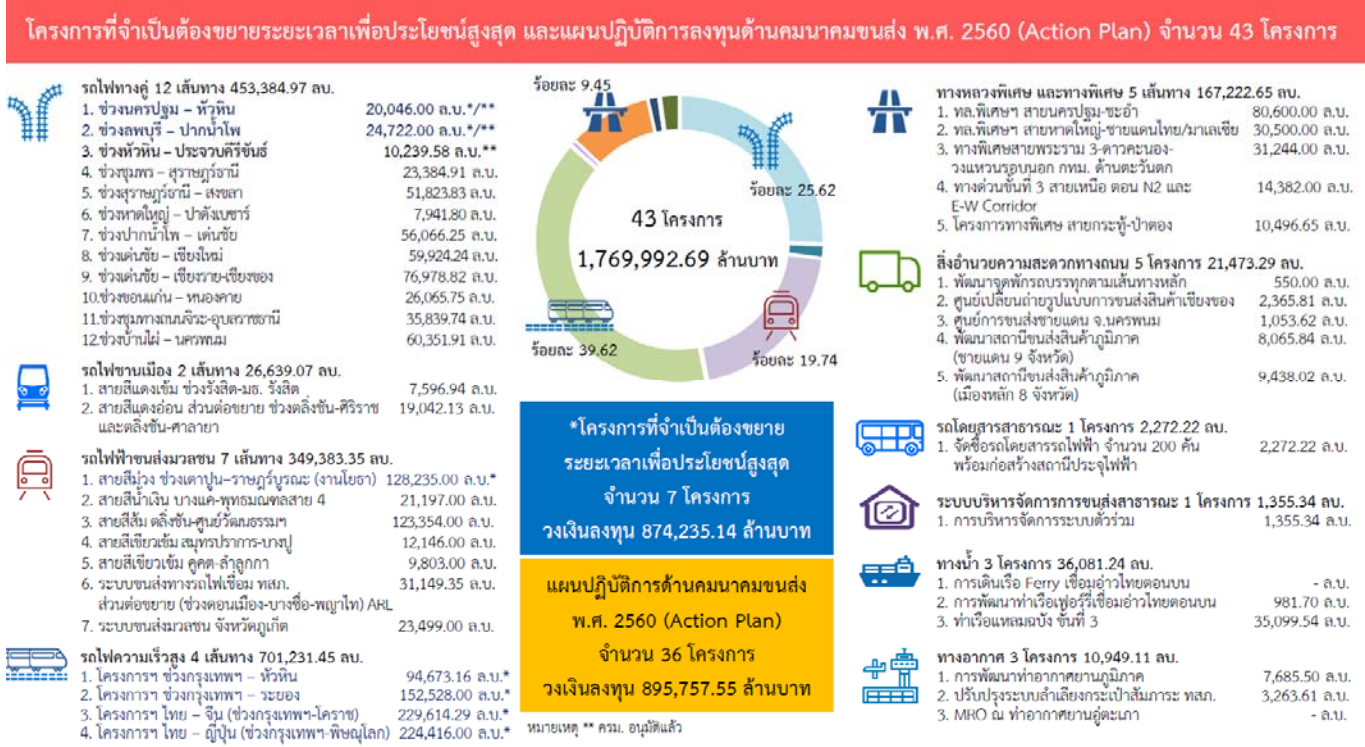 โครงการที่จำเป็นต้องขยายระยะเวลาเพื่อประโยชน์สูงสุด และแผนปฏิบัติการลงทุนด้านคมนาคมขนส่ง พ.ศ. 2560 (Action Plan) จำนวน 43 โครงการ
รถไฟทางคู่ 12 เส้นทาง 453,384.97 ลบ.
1. ช่วงนครปฐม – หัวหิน 20,046.00 ล.บ.*/**
2. ช่วงลพบุรี – ปากน้ำโพ 24,722.00 ล.บ.*/**
3. ช่วงหัวหิน – ประจวบคีรีขันธ์ 10,239.58 ล.บ.**
4. ช่วงชุมพร – สุราษฎร์ธานี 23,384.91 ล.บ.
5. ช่วงสุราษฎร์ธานี – สงขลา 51,823.83 ล.บ.
6. ช่วงหาดใหญ่ – ปาดังเบซาร์ 7,941.80 ล.บ.
7. ช่วงปากน้ำโพ – เด่นชัย 56,066.25 ล.บ.
8. ช่วงเด่นชัย – เชียงใหม่ 59,924.24 ล.บ.
9. ช่วงเด่นชัย – เชียงราย-เชียงของ 76,978.82 ล.บ.
10.ช่วงขอนแก่น – หนองคาย 26,065.75 ล.บ.
11.ช่วงชุมทางถนนจิระ-อุบลราชธานี 35,839.74 ล.บ.
12.ช่วงบ้านไผ่ – นครพนม 60,351.91 ล.บ.
รถไฟชานเมือง 2 เส้นทาง 26,639.07 ลบ.
1. สายสีแดงเข้ม ช่วงรังสิต-มธ. รังสิต 7,596.94 ล.บ.
2. สายสีแดงอ่อน ส่วนต่อขยาย ช่วงตลิ่งชัน-ศิริราช 19,042.13 ล.บ.
และตลิ่งชัน-ศาลายา
รถไฟฟ้าขนส่งมวลชน 7 เส้นทาง 349,383.35 ลบ.
1. สายสีม่วง ช่วงเตาปูน–ราษฎร์บูรณะ (งานโยธา) 128,235.00 ล.บ.*
2. สายสีน้ำเงิน บางแค-พุทธมณฑลสาย 4 21,197.00 ล.บ.
3. สายสีส้ม ตลิ่งชัน-ศูนย์วัฒนธรรมฯ 123,354.00 ล.บ.
4. สายสีเขียวเข้ม สมุทรปราการ-บางปู 12,146.00 ล.บ.
5. สายสีเขียวเข้ม คูคต-ลำลูกกา 9,803.00 ล.บ.
6. ระบบขนส่งทางรถไฟเชื่อม ทสภ. 31,149.35 ล.บ.
ส่วนต่อขยาย (ช่วงดอนเมือง-บางซื่อ-พญาไท) ARL
7. ระบบขนส่งมวลชน จังหวัดภูเก็ต 23,499.00 ล.บ.
รถไฟความเร็วสูง 4 เส้นทาง 701,231.45 ลบ.
1. โครงการฯ ช่วงกรุงเทพฯ – หัวหิน 94,673.16 ล.บ.*
2. โครงการฯ ช่วงกรุงเทพฯ – ระยอง 152,528.00 ล.บ.*
3. โครงการฯ ไทย – จีน (ช่วงกรุงเทพฯ-โคราช) 229,614.29 ล.บ.*
4. โครงการฯ ไทย – ญี่ปุ่น (ช่วงกรุงเทพฯ-พิษณุโลก) 224,416.00 ล.บ.*
ร้อยละ 9.45
ร้อยละ 25.62
43 โครงการ
1,769,992.69 ล้านบาท
ร้อยละ 39.62
ร้อยละ 19.74
*โครงการที่จำเป็นต้องขยาย
ระยะเวลาเพื่อประโยชน์สูงสุด
จำนวน 7 โครงการ
วงเงินลงทุน 874,235.14 ล้านบาท
แผนปฏิบัติการด้านคมนาคมขนส่ง
พ.ศ. 2560 (Action Plan)
จำนวน 36 โครงการ
วงเงินลงทุน 895,757.55 ล้านบาท
หมายเหตุ ** ครม. อนุมัติแล้ว
ทางหลวงพิเศษ และทางพิเศษ 5 เส้นทาง 167,222.65 ลบ.
1. ทล.พิเศษฯ สายนครปฐม-ชะอำ 80,600.00 ล.บ.
2. ทล.พิเศษฯ สายหาดใหญ่-ชายแดนไทย/มาเลเซีย 30,500.00 ล.บ.
3. ทางพิเศษสายพระราม 3-ดาวคะนอง- 31,244.00 ล.บ.
วงแหวนรอบนอก กทม. ด้านตะวันตก
4. ทางด่วนขั้นที่ 3 สายเหนือ ตอน N2 และ 14,382.00 ล.บ.
E-W Corridor
5. โครงการทางพิเศษ สายกระทู้-ป่าตอง 10,496.65 ล.บ.
สิ่งอำนวยความสะดวกทางถนน 5 โครงการ 21,473.29 ลบ.
1. พัฒนาจุดพักรถบรรทุกตามเส้นทางหลัก 550.00 ล.บ.
2. ศูนย์เปลี่ยนถ่ายรูปแบบการขนส่งสินค้าเชียงของ 2,365.81 ล.บ.
3. ศูนย์การขนส่งชายแดน จ.นครพนม 1,053.62 ล.บ.
4. พัฒนาสถานีขนส่งสินค้าภูมิภาค 8,065.84 ล.บ.
(ชายแดน 9 จังหวัด)
5. พัฒนาสถานีขนส่งสินค้าภูมิภาค 9,438.02 ล.บ.
(เมืองหลัก 8 จังหวัด)
รถโดยสารสาธารณะ 1 โครงการ 2,272.22 ลบ.
1. จัดซื้อรถโดยสารรถไฟฟ้า จำนวน 200 คัน 2,272.22 ล.บ.
พร้อมก่อสร้างสถานีประจุไฟฟ้า
ระบบบริหารจัดการการขนส่งสาธารณะ 1 โครงการ 1,355.34 ลบ.
1. การบริหารจัดการระบบตั๋วร่วม 1,355.34 ล.บ.
ทางน้ำ 3 โครงการ 36,081.24 ลบ.
1. การเดินเรือ Ferry เชื่อมอ่าวไทยตอนบน - ล.บ.
2. การพัฒนาท่าเรือเฟอร์รี่เชื่อมอ่าวไทยตอนบน 981.70 ล.บ.
3. ท่าเรือแหลมฉบัง ขั้นที่ 3 35,099.54 ล.บ.
ทางอากาศ 3 โครงการ 10,949.11 ลบ.
1. การพัฒนาท่าอากาศยานภูมิภาค 7,685.50 ล.บ.
2. ปรับปรุงระบบลำเลียงกระเป๋าสัมภาระ ทสภ. 3,263.61 ล.บ.
3. MRO ณ ท่าอากาศยานอู่ตะเภา - ล.บ.